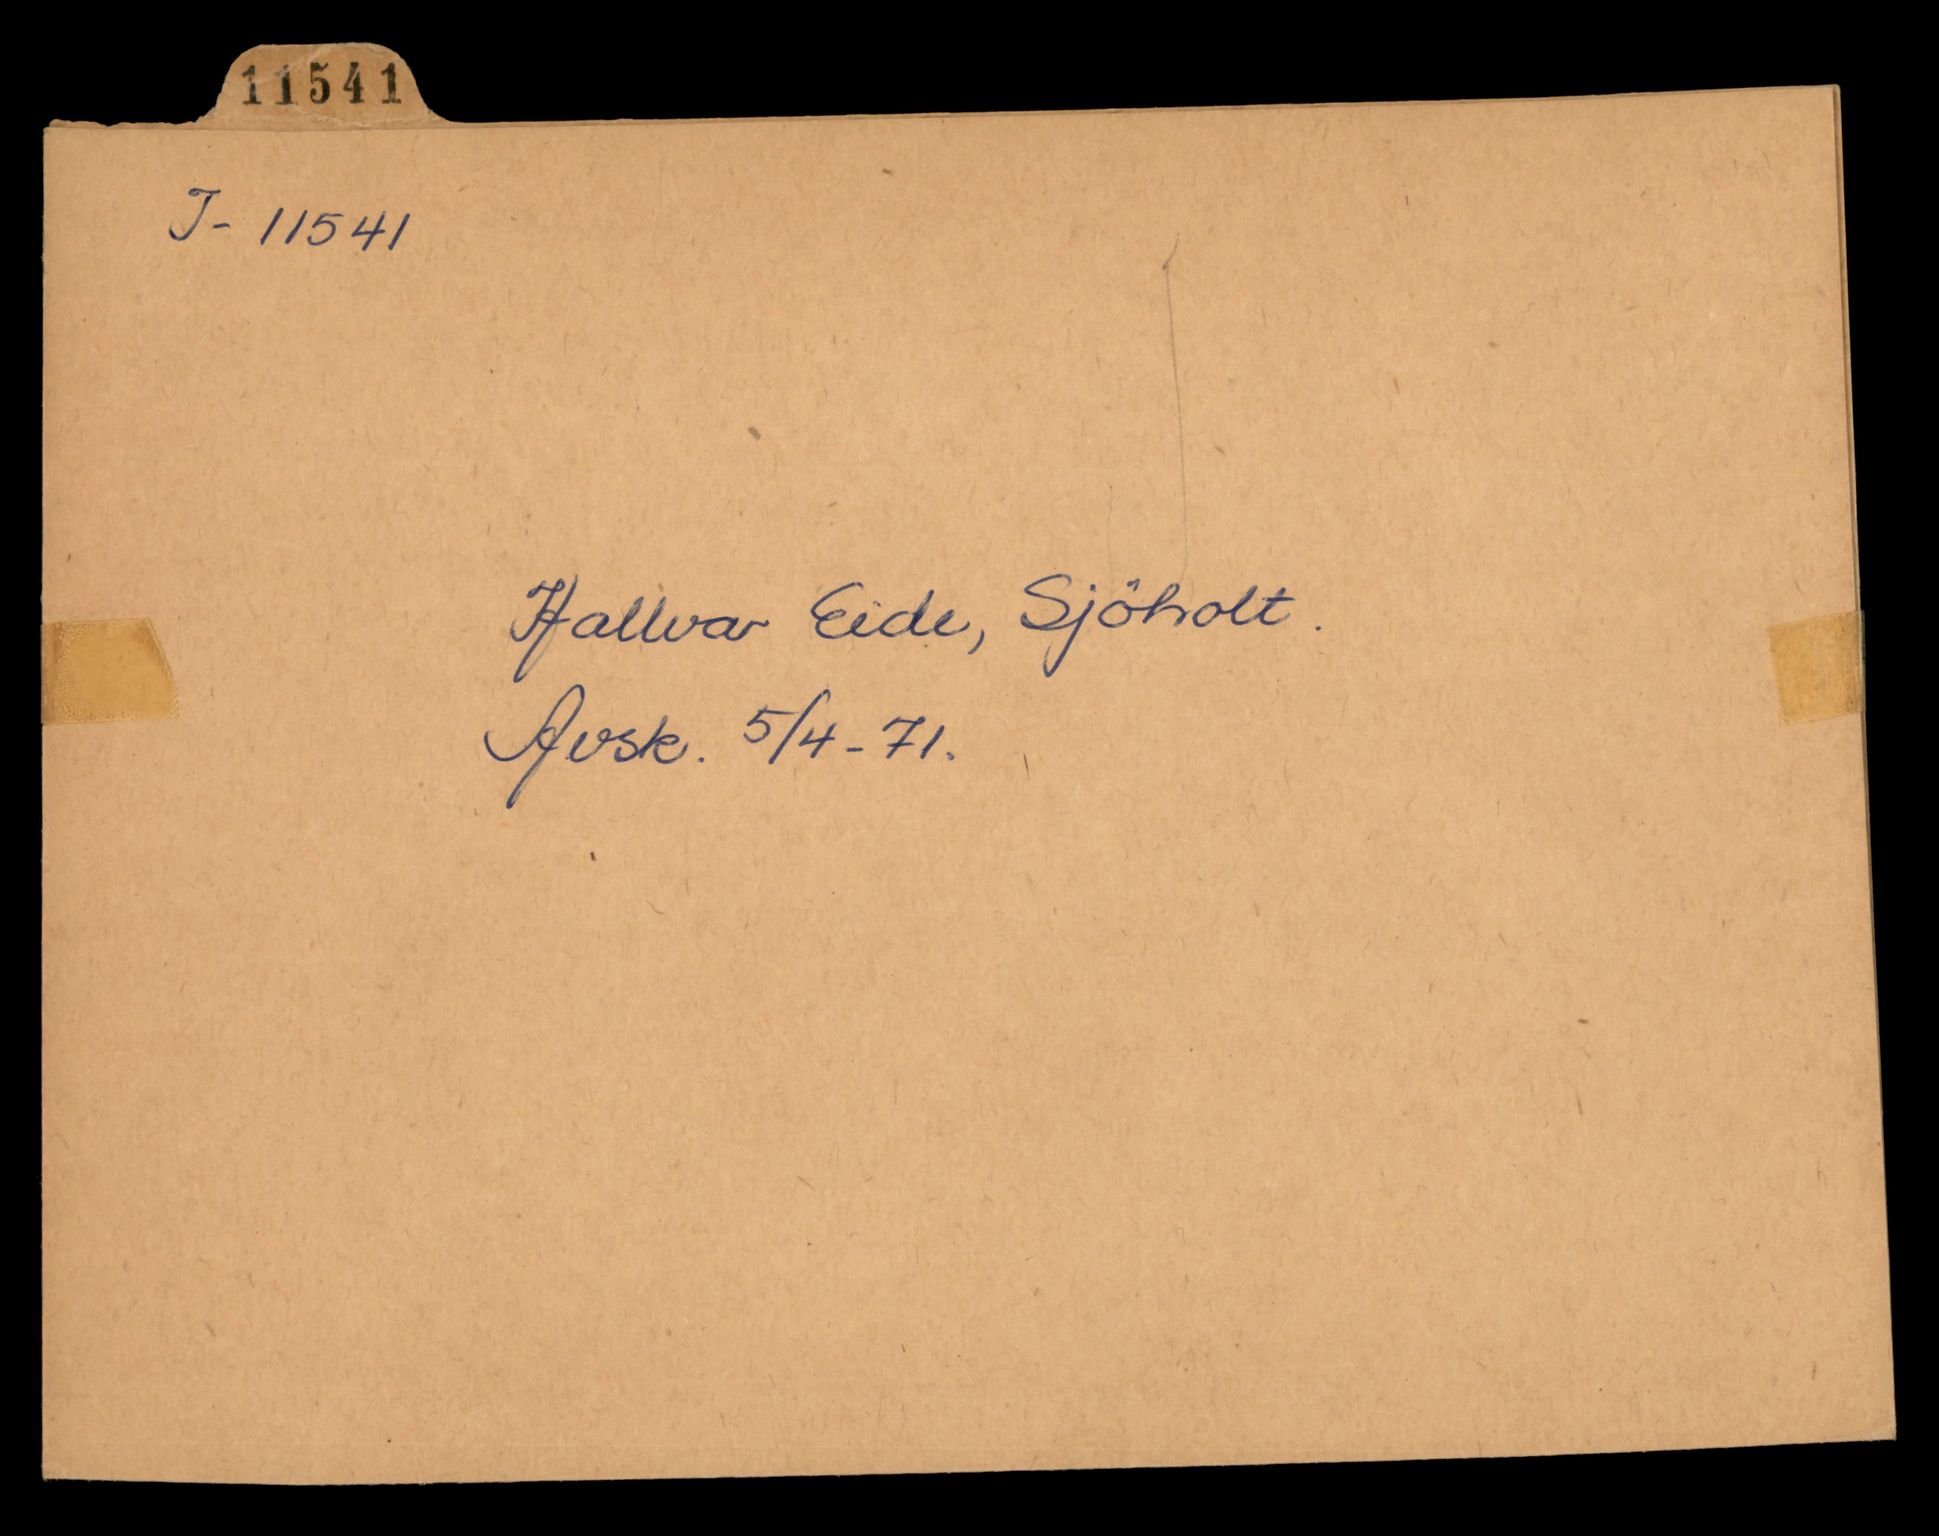 11541
T- 11541
Hallvar Eide, Sjöholt.
Avsk. 5/4-71.